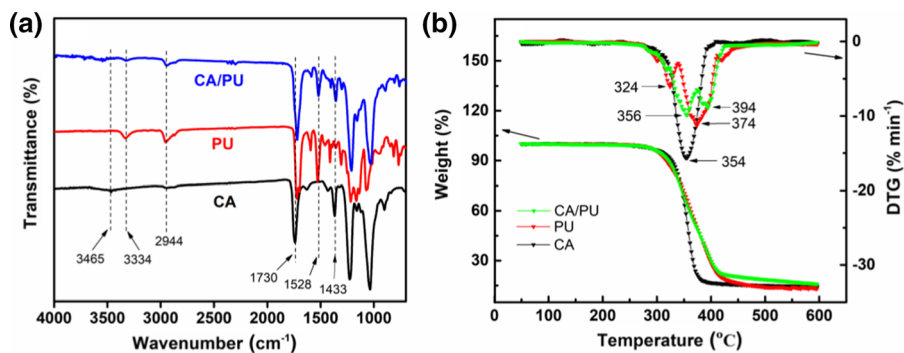 (a)
Transmittance (%)
CA/PU
PU
CA
3465
3334
2944
1730
1528
1433
4000 3500 3000 2500 2000 1500 1000
Wavenumber (cm⁻¹)
(b)
Weight (%)
150
120
90
60
30
0
-10
-20
-30
DTG (% min⁻¹)
324
356
394
374
354
CA/PU
PU
CA
0 100 200 300 400 500 600
Temperature (°C)